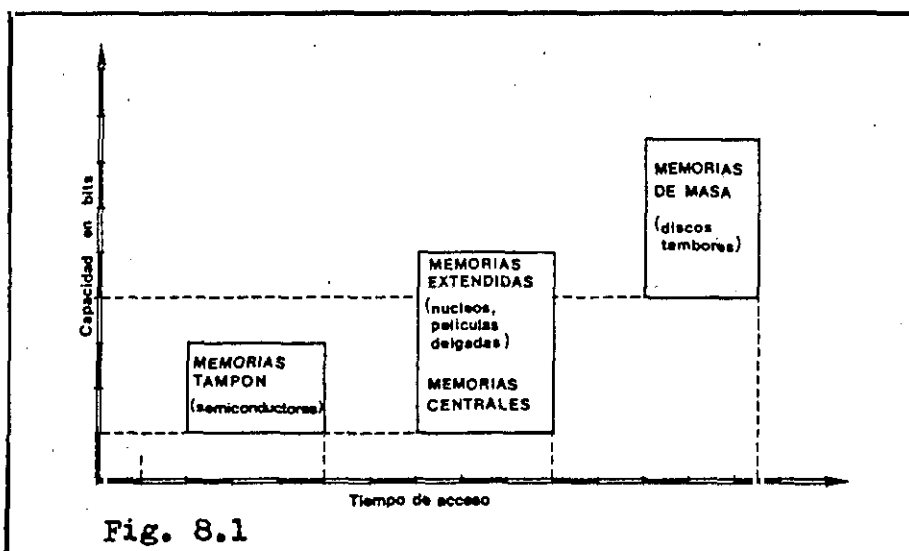 Capacidad en bits
MEMORIAS
DE MASA
(discos
tambores)
MEMORIAS
EXTENDIDAS
(nucleos,
películas
delgadas)
MEMORIAS
CENTRALES
MEMORIAS
TAMPON
(semiconductores)
Tiempo de acceso
Fig. 8.1